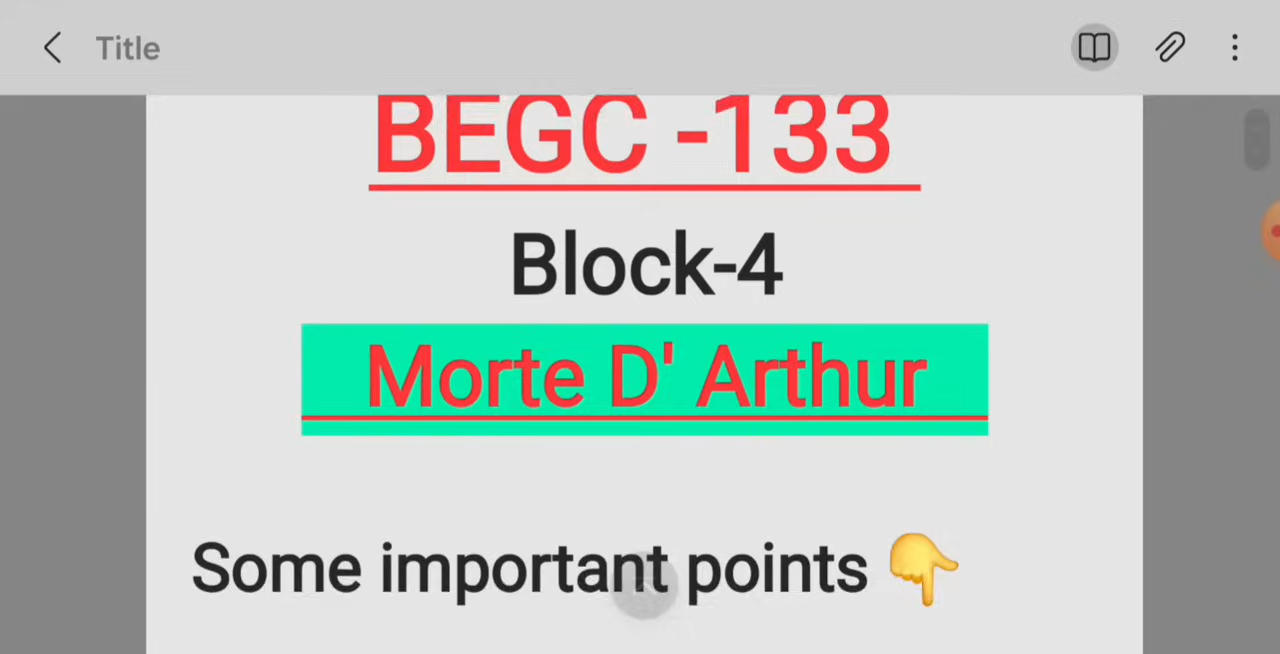 Title
BEGC -133
Block-4
Morte D' Arthur
Some important points 👇